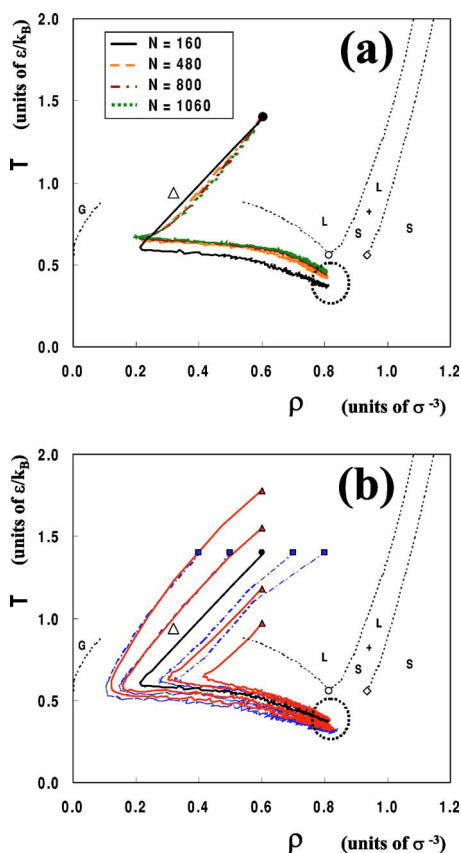 (a)
2.0
N = 160
N = 480
N = 800
N = 1060
1.5
T (units of ε/kB)
1.0
G
L
L
+
S
S
0.5
0.0
0.0 0.2 0.4 0.6 0.8 1.0 1.2
ρ (units of σ -3)
(b)
2.0
1.5
T (units of ε/kB)
1.0
G
L
L
+
S
S
0.5
0.0
0.0 0.2 0.4 0.6 0.8 1.0 1.2
ρ (units of σ -3)